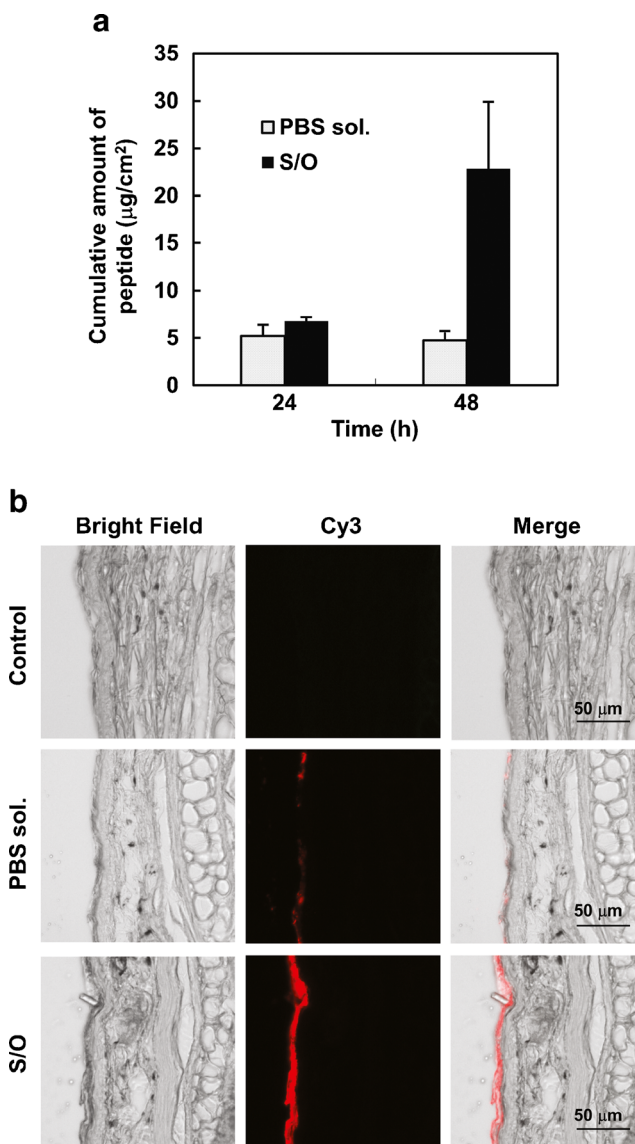 a
35
30
25
20
15
10
5
0
Cumulative amount of
peptide (μg/cm²)
PBS sol.
S/O
24
48
Time (h)
b
Bright Field
Cy3
Merge
Control
50 μm
PBS sol.
50 μm
S/O
50 μm